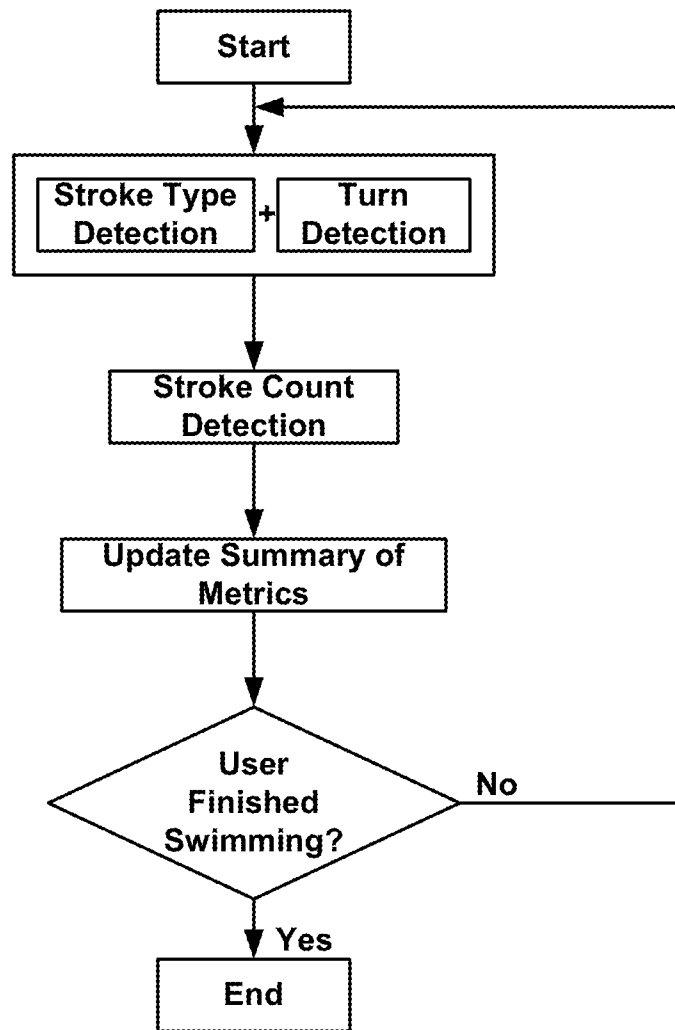 Start
Stroke Type
Detection
+
Turn
Detection
Stroke Count
Detection
Update Summary of
Metrics
User
Finished
Swimming?
No
Yes
End